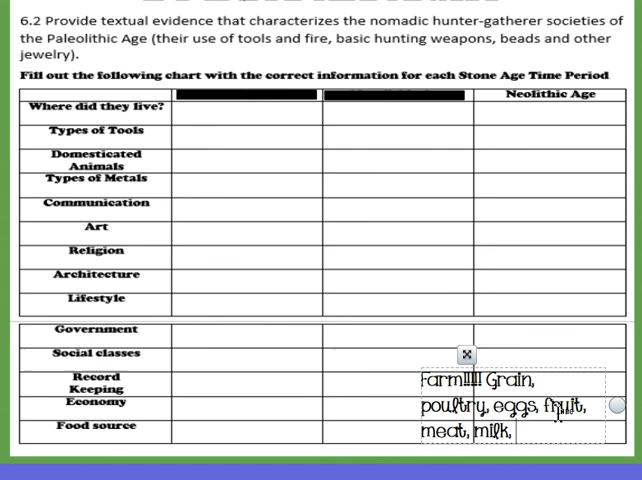 6.2 Provide textual evidence that characterizes the nomadic hunter-gatherer societies of
the Paleolithic Age (their use of tools and fire, basic hunting weapons, beads and other
jewelry).
Fill out the following chart with the correct information for each Stone Age Time Period
Neolithic Age
Where did they live?
Types of Tools
Domesticated
Animals
Types of Metals
Communication
Art
Religion
Architecture
Lifestyle
Government
Social classes
Record
Keeping
Economy
Food source
Farm!!!!! Grain,
poultry, eggs, fruit,
meat, milk,